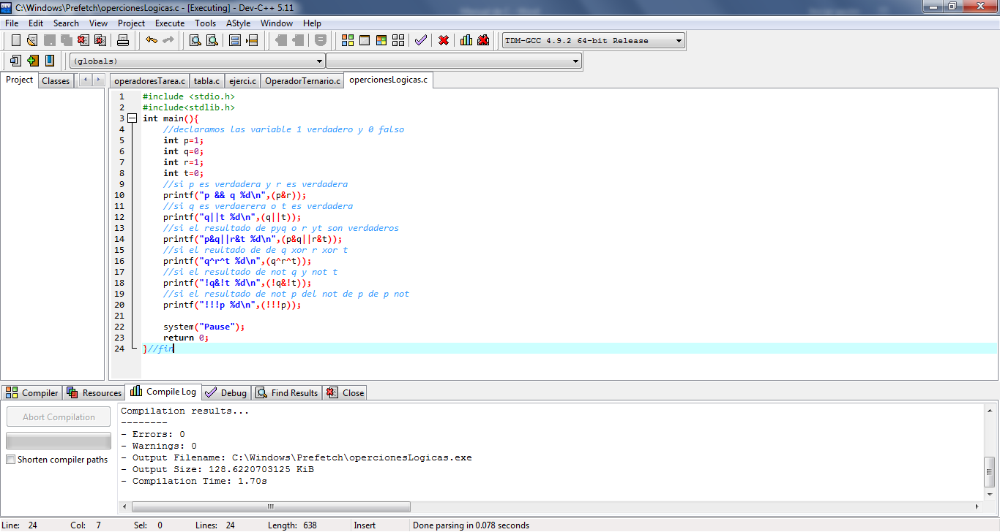 C:\Windows\Prefetch\opercionesLogicas.c - [Executing] - Dev-C++ 5.11
File Edit Search View Project Execute Tools AStyle Window Help
TDM-GCC 4.9.2 64-bit Release
(globals)
Project Classes operadoresTarea.c tabla.c ejerci.c OperadorTernario.c opercionesLogicas.c
1 #include <stdio.h>
2 #include<stdlib.h>
3 int main(){
4 //declaramos las variable 1 verdadero y 0 falso
5 int p=1;
6 int q=0;
7 int r=1;
8 int t=0;
9 //si p es verdadera y r es verdadera
10 printf("p && q %d\n",(p&r));
11 //si q es verdaerera o t es verdadera
12 printf("q||t %d\n",(q||t));
13 //si el resultado de pyq o r yt son verdaderos
14 printf("p&q||r&t %d\n",(p&q||r&t));
15 //si el reultado de de q xor r xor t
16 printf("q^r^t %d\n",(q^r^t));
17 //si el resultado de not q y not t
18 printf("!q&!t %d\n",(!q&!t));
19 //si el resultado de not p del not de p de p not
20 printf("!!!p %d\n",(!!!p));
21
22 system("Pause");
23 return 0;
24 }//fin
Compiler Resources Compile Log Debug Find Results Close
Abort Compilation
Shorten compiler paths
Compilation results...
--------
- Errors: 0
- Warnings: 0
- Output Filename: C:\Windows\Prefetch\opercionesLogicas.exe
- Output Size: 128.6220703125 KiB
- Compilation Time: 1.70s
Line: 24 Col: 7 Sel: 0 Lines: 24 Length: 638 Insert Done parsing in 0.078 seconds